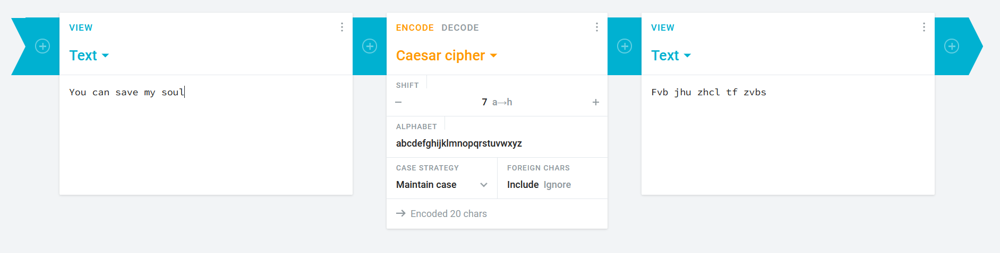 VIEW
Text
You can save my soul
ENCODE DECODE
Caesar cipher
SHIFT
7 a→h
ALPHABET
abcdefghijklmnopqrstuvwxyz
CASE STRATEGY
Maintain case
FOREIGN CHARS
Include Ignore
→ Encoded 20 chars
VIEW
Text
Fvb jhu zhcl tf zvbs